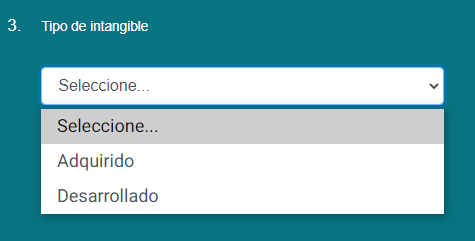 3. Tipo de intangible
Seleccione...
Seleccione...
Adquirido
Desarrollado